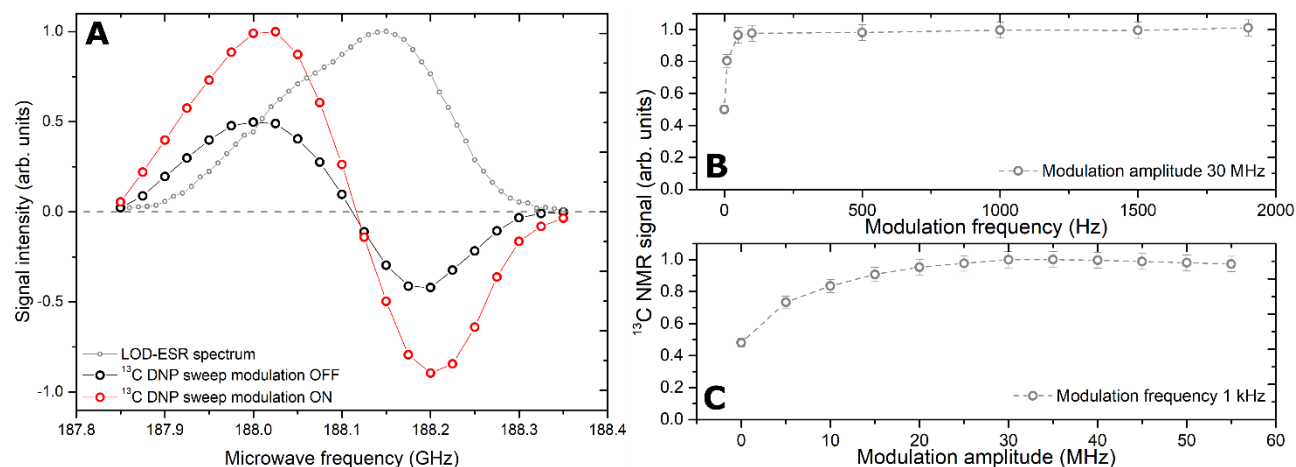 A
1.0
0.5
0.0
-0.5
-1.0
Signal intensity (arb. units)
LOD-ESR spectrum
¹³C DNP sweep modulation OFF
¹³C DNP sweep modulation ON
187.8 187.9 188.0 188.1 188.2 188.3 188.4
Microwave frequency (GHz)
¹³C NMR signal (arb. units)
1.0
0.8
0.6
0.4
0.2
0.0
B
Modulation amplitude 30 MHz
0 500 1000 1500 2000
Modulation frequency (Hz)
1.0
0.8
0.6
0.4
0.2
0.0
C
Modulation frequency 1 kHz
0 10 20 30 40 50 60
Modulation amplitude (MHz)